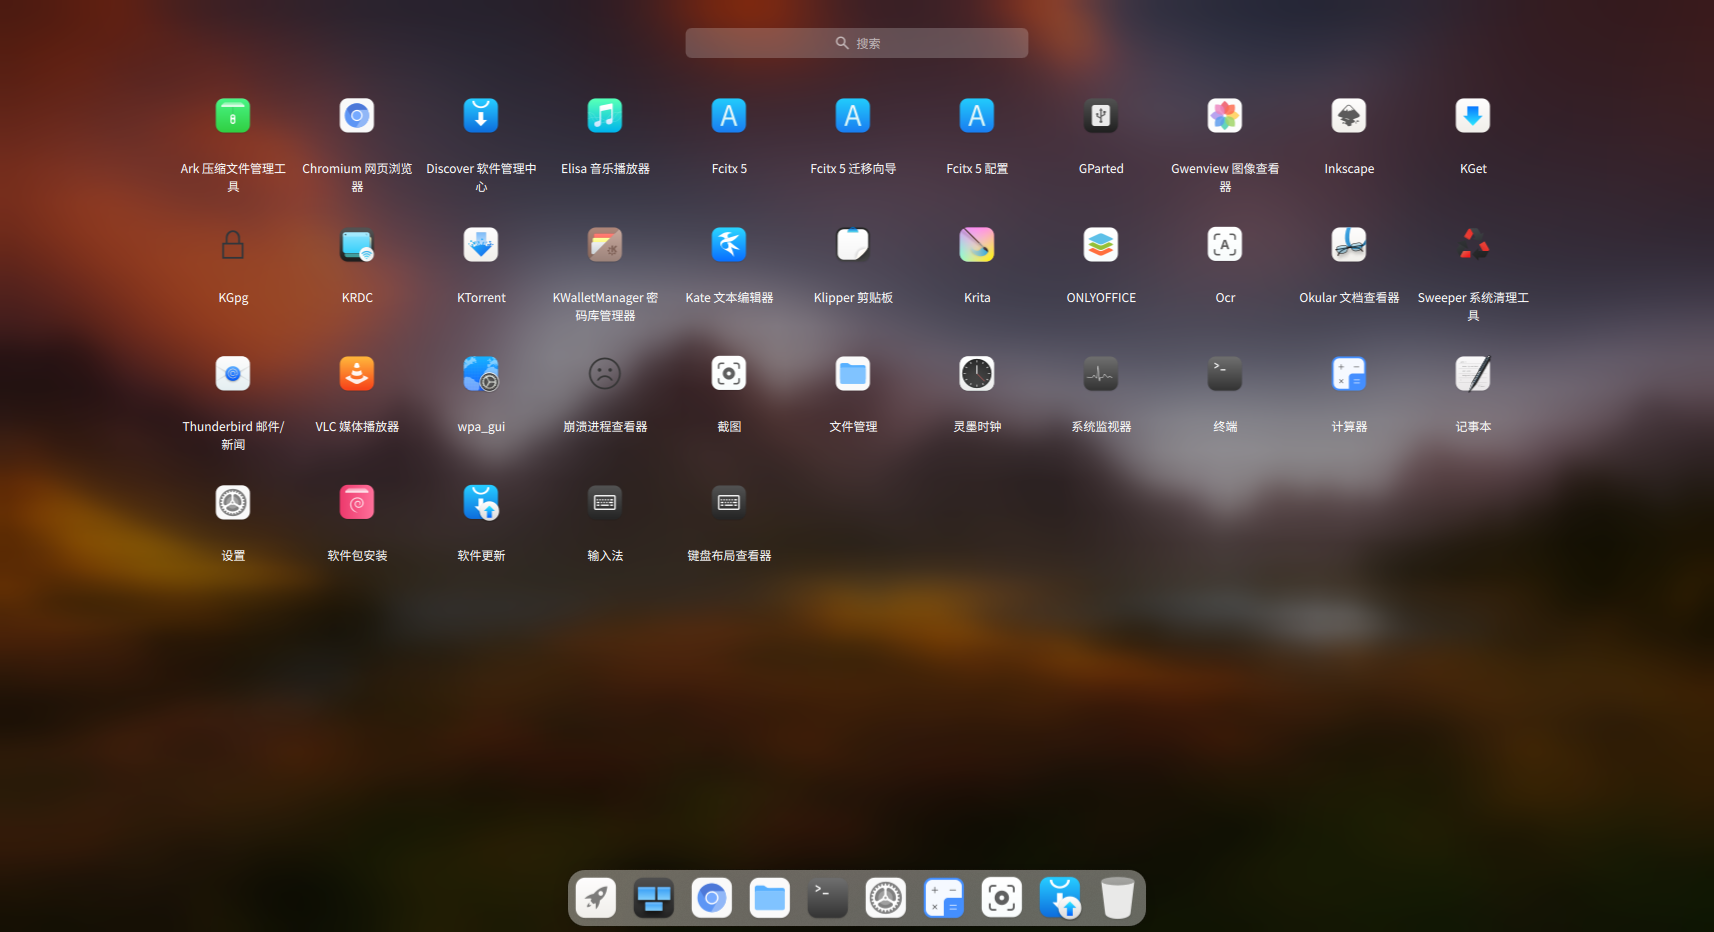 搜索
Ark 压缩文件管理工
具
Chromium 网页浏览
器
Discover 软件管理中
心
Elisa 音乐播放器
Fcitx 5
Fcitx 5 迁移向导
Fcitx 5 配置
GParted
Gwenview 图像查看
器
Inkscape
KGet
KGpg
KRDC
KTorrent
KWalletManager 密
码库管理器
Kate 文本编辑器
Klipper 剪贴板
Krita
ONLYOFFICE
Ocr
Okular 文档查看器
Sweeper 系统清理工
具
Thunderbird 邮件/
新闻
VLC 媒体播放器
wpa_gui
崩溃进程查看器
截图
文件管理
灵墨时钟
系统监视器
终端
计算器
记事本
设置
软件包安装
软件更新
输入法
键盘布局查看器